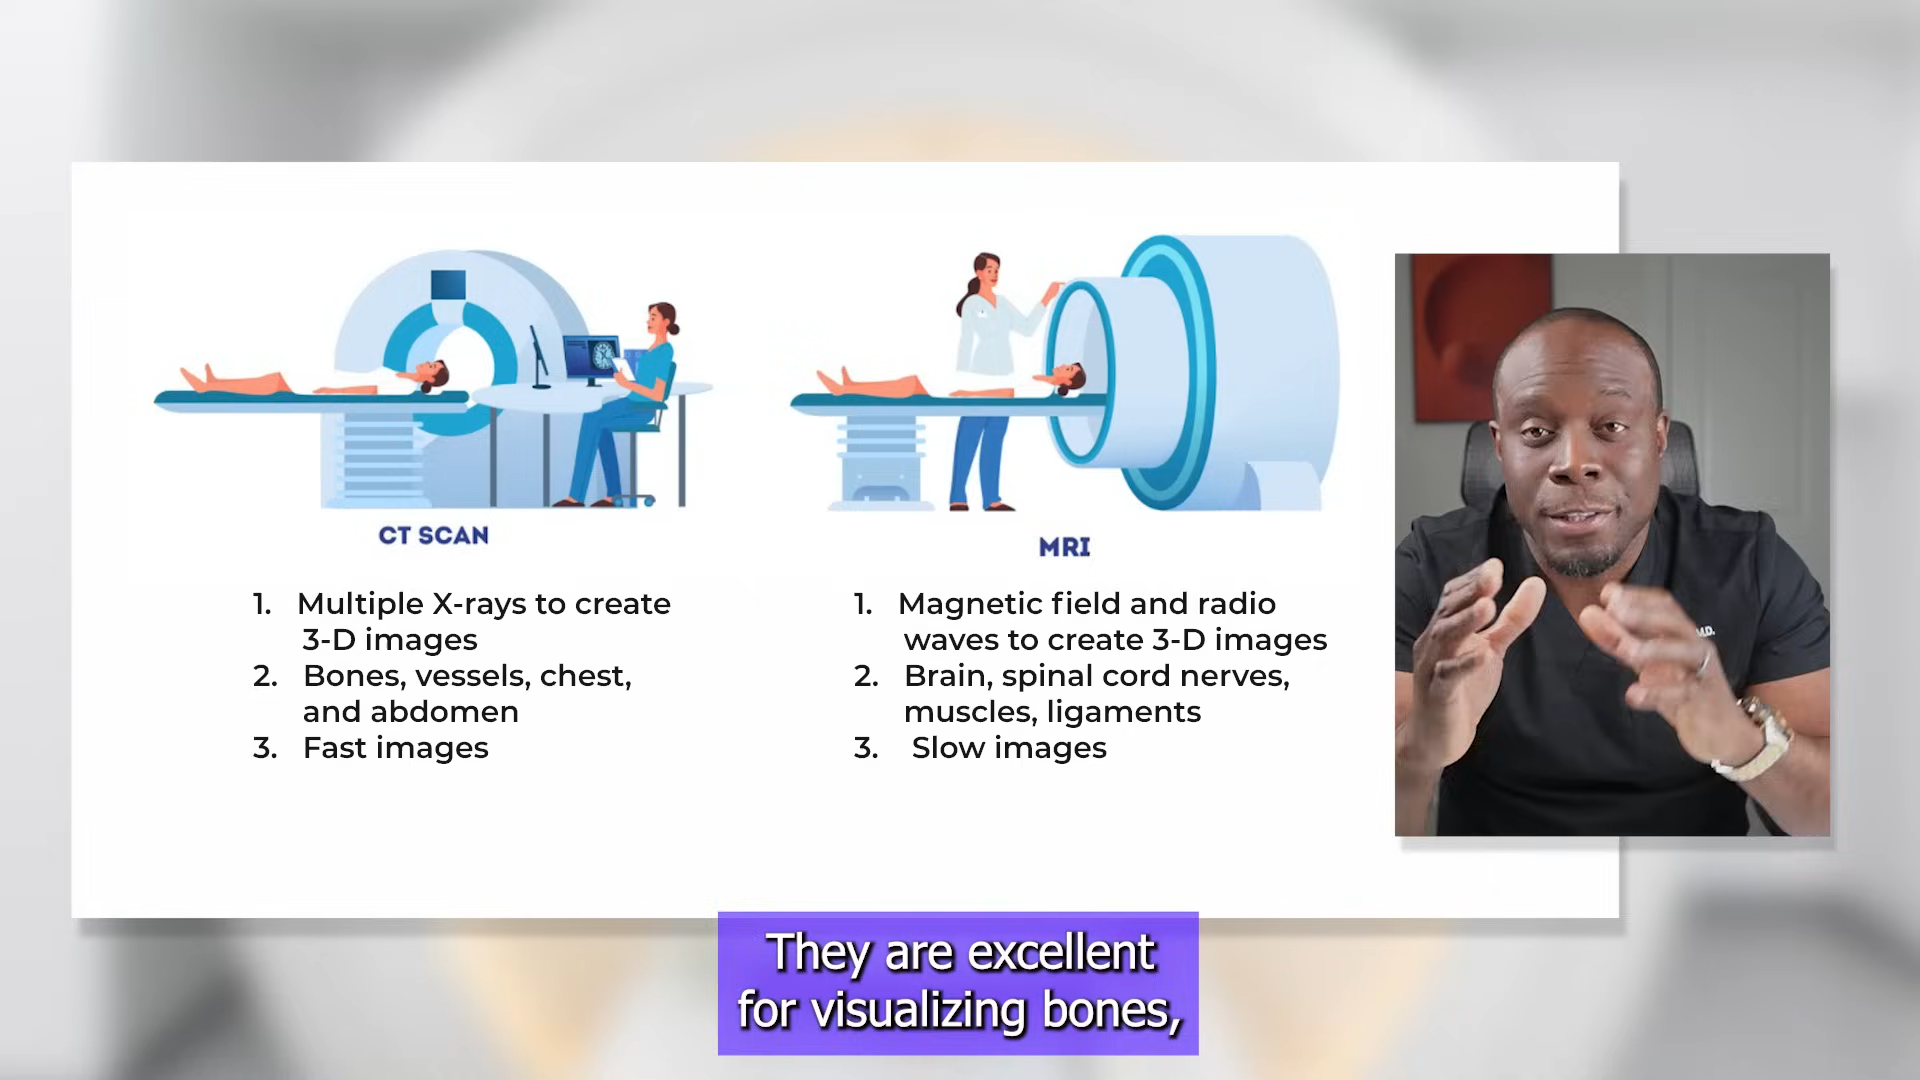 CT SCAN
1. Multiple X-rays to create
3-D images
2. Bones, vessels, chest,
and abdomen
3. Fast images
MRI
1. Magnetic field and radio
waves to create 3-D images
2. Brain, spinal cord nerves,
muscles, ligaments
3. Slow images
M.D.
They are excellent
for visualizing bones,